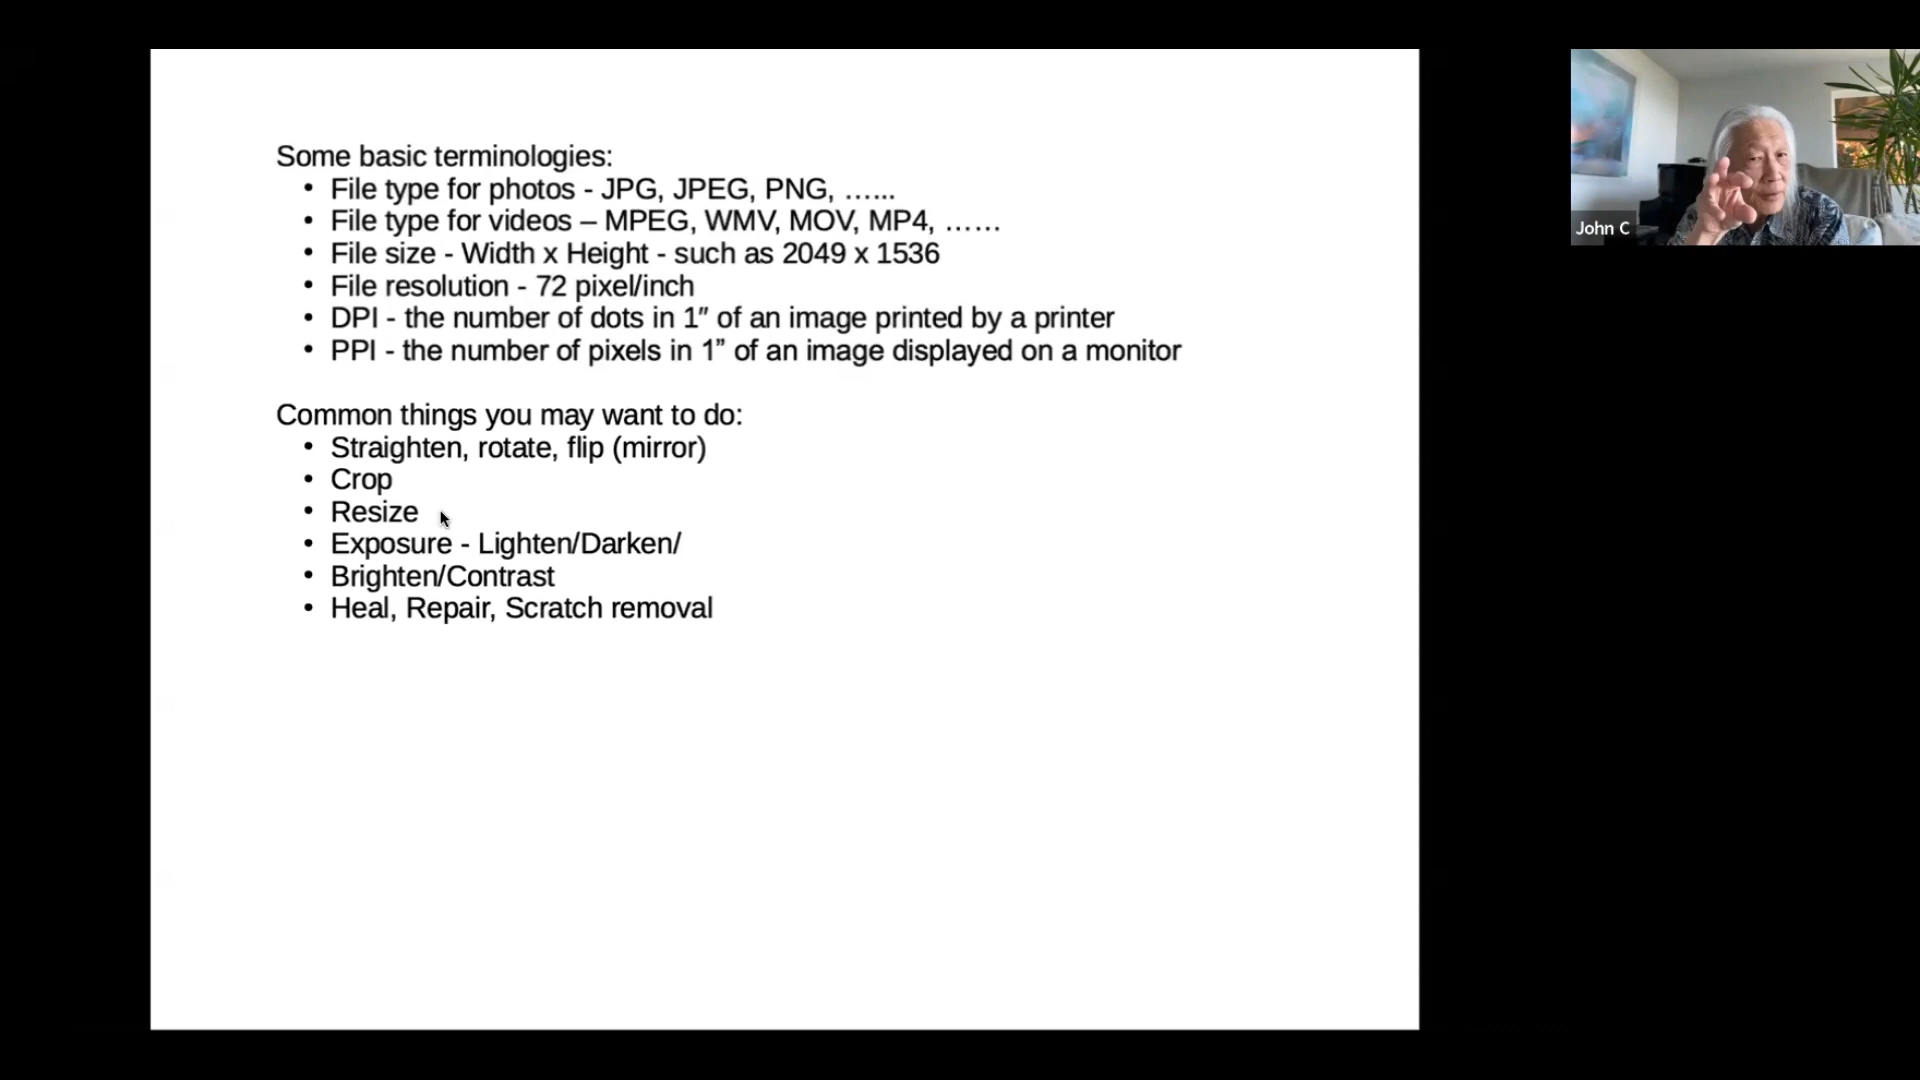 Some basic terminologies:
• File type for photos - JPG, JPEG, PNG, …...
• File type for videos – MPEG, WMV, MOV, MP4, ……
• File size - Width x Height - such as 2049 x 1536
• File resolution - 72 pixel/inch
• DPI - the number of dots in 1″ of an image printed by a printer
• PPI - the number of pixels in 1” of an image displayed on a monitor
Common things you may want to do:
• Straighten, rotate, flip (mirror)
• Crop
• Resize
• Exposure - Lighten/Darken/
• Brighten/Contrast
• Heal, Repair, Scratch removal
John C